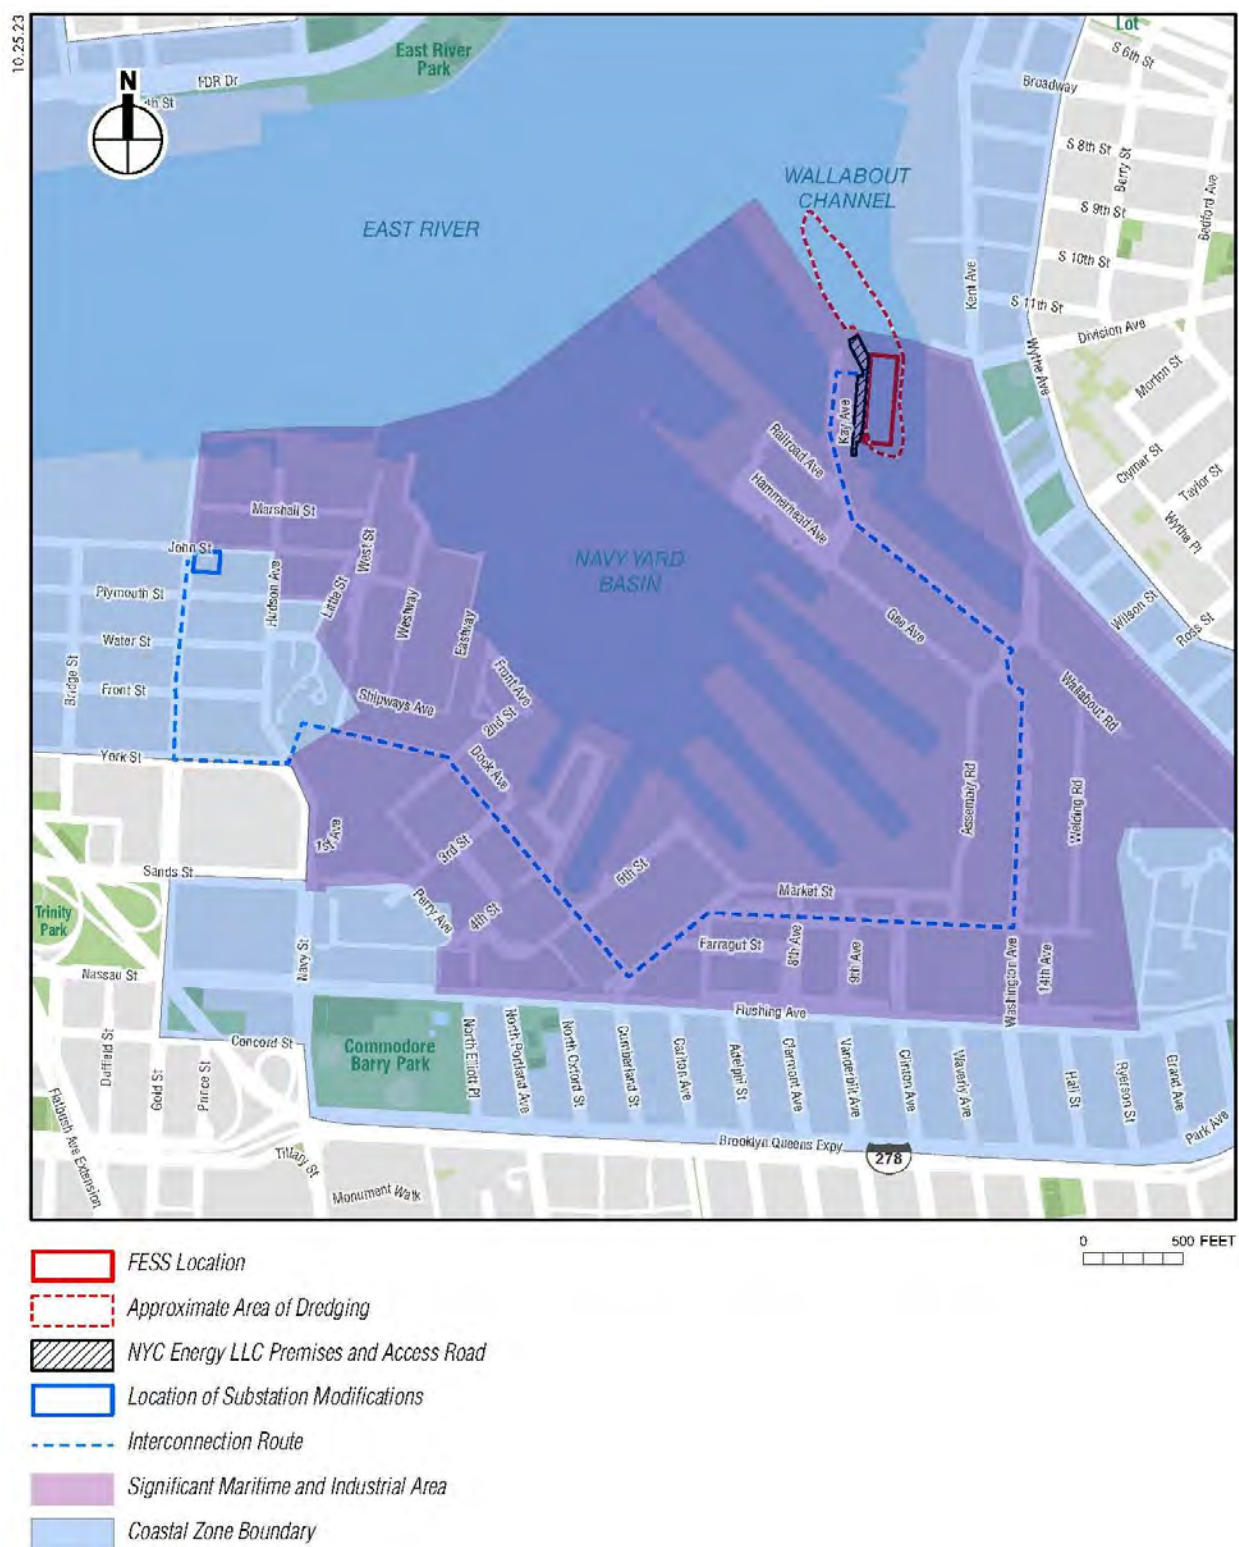 10.25.23
Lot
East River
Park
S 6th St
FDR Dr
N
4th St
Broadway
S 8th St
Berry St
WALLABOUT
CHANNEL
Bedford Ave
S 9th St
EAST RIVER
S 10th St
Kent Ave
S 11th St
Division Ave
Wythe Ave
Morton St
Kay Ave
Railroad Ave
Clymer St
Taylor St
Hammerhead Ave
Wythe Pl
Marshall St
West St
John St
NAVY YARD
BASIN
Hudson Ave
Little St
Plymouth St
Westway
Eastway
Gee Ave
Wilson St
Ross St
Water St
Bridge St
Front St
Front Ave
Shipways Ave
2nd St
Wallabout Rd
York St
Dock Ave
Assembly Rd
Welding Rd
1st Ave
3rd St
Sands St
5th St
Market St
Trinity
Park
Perry Ave
4th St
Navy St
Farragut St
8th Ave
9th Ave
Washington Ave
14th Ave
Nassau St
Flushing Ave
Concord St
Commodore
Barry Park
Duffield St
Gold St
Prince St
North Elliott Pl
North Portland Ave
North Oxford St
Cumberland St
Carlton Ave
Adelphi St
Clermont Ave
Vanderbilt Ave
Clinton Ave
Waverly Ave
Hall St
Ryerson St
Grand Ave
Park Ave
Flatbush Ave Extension
Tillary St
Brooklyn Queens Expy
278
Monument Walk
0 500 FEET
FESS Location
Approximate Area of Dredging
NYC Energy LLC Premises and Access Road
Location of Substation Modifications
Interconnection Route
Significant Maritime and Industrial Area
Coastal Zone Boundary